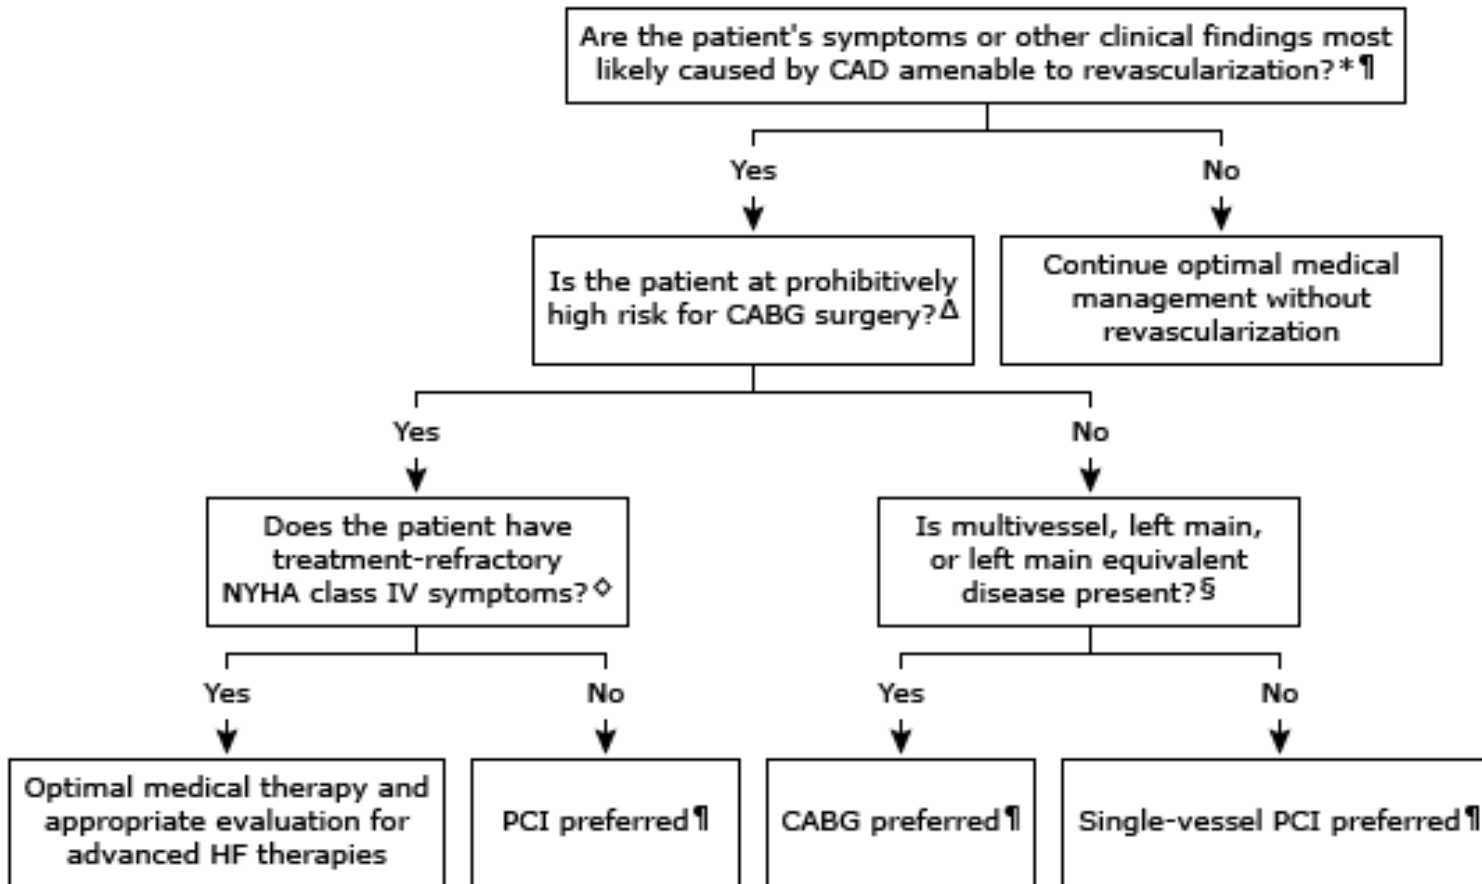 Are the patient's symptoms or other clinical findings most
likely caused by CAD amenable to revascularization?*¶
Yes
No
Is the patient at prohibitively
high risk for CABG surgery?Δ
Continue optimal medical
management without
revascularization
Yes
No
Does the patient have
treatment-refractory
NYHA class IV symptoms?◇
Is multivessel, left main,
or left main equivalent
disease present?§
Yes
No
Yes
No
Optimal medical therapy and
appropriate evaluation for
advanced HF therapies
PCI preferred¶
CABG preferred¶
Single-vessel PCI preferred¶